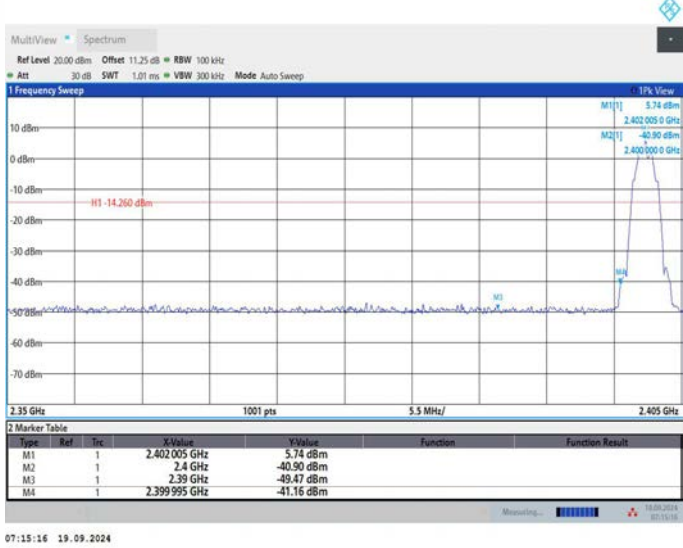 MultiView Spectrum
Ref Level 20.00 dBm Offset 11.25 dB RBW 100 kHz
Att 30 dB SWT 1.01 ms VBW 300 kHz Mode Auto Sweep
1 Frequency Sweep 1Pk View
M1[1] 5.74 dBm
2.402 005 0 GHz
M2[1] -40.90 dBm
2.400 000 0 GHz
10 dBm
0 dBm
-10 dBm
H1 -14.260 dBm
-20 dBm
-30 dBm
M4
-40 dBm
M3
-50 dBm
-60 dBm
-70 dBm
2.35 GHz 1001 pts 5.5 MHz/ 2.405 GHz
2 Marker Table
Type Ref Trc X-Value Y-Value Function Function Result
M1 1 2.402 005 GHz 5.74 dBm
M2 1 2.4 GHz -40.90 dBm
M3 1 2.39 GHz -49.47 dBm
M4 1 2.399 995 GHz -41.16 dBm
Measuring... 19.09.2024
07:15:16
07:15:16 19.09.2024